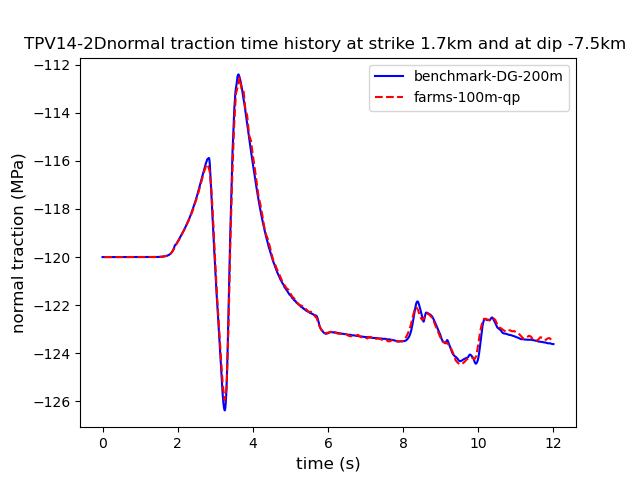 TPV14-2Dnormal traction time history at strike 1.7km and at dip -7.5km
benchmark-DG-200m
farms-100m-qp
normal traction (MPa)
−112
−114
−116
−118
−120
−122
−124
−126
0 2 4 6 8 10 12
time (s)